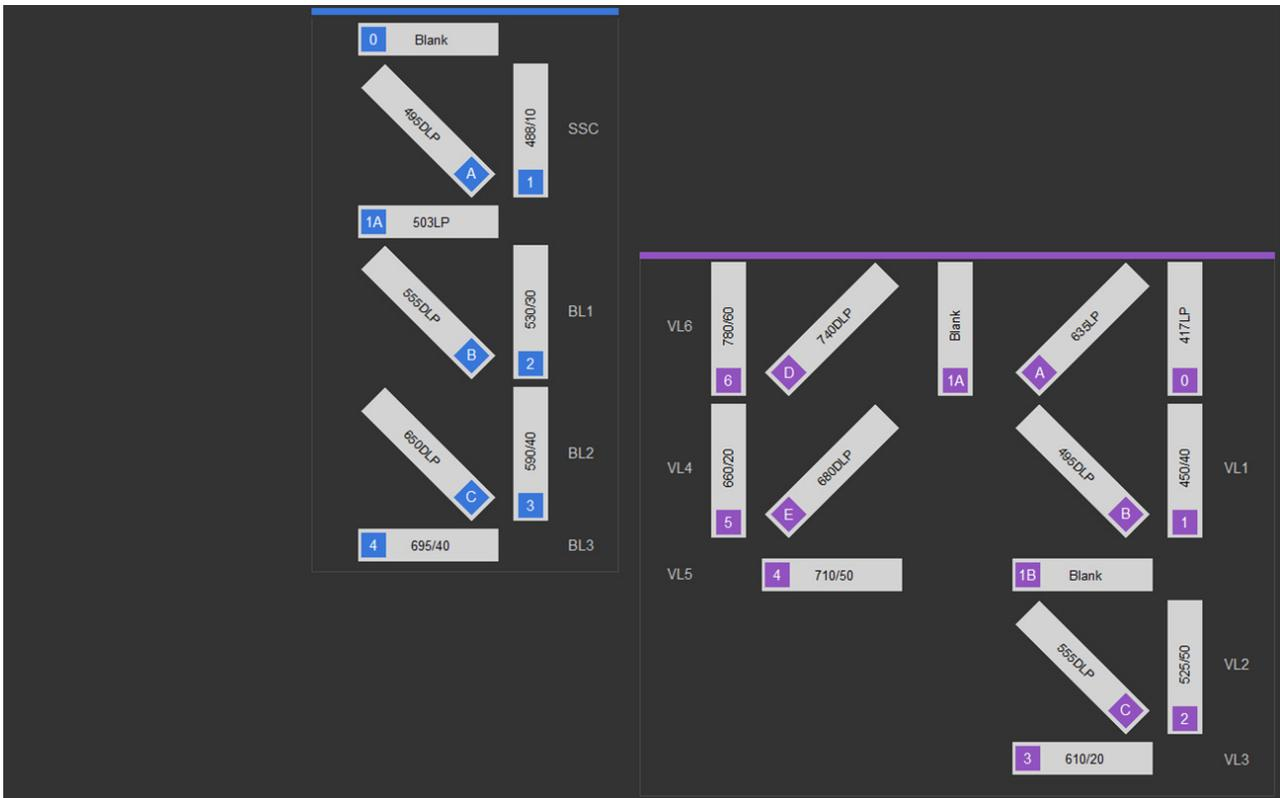 0 Blank
495DLP A
488/10 1
SSC
1A 503LP
555DLP B
530/30 2
BL1
650DLP C
590/40 3
BL2
4 695/40
BL3
VL6
780/60 6
740DLP D
Blank 1A
635LP A
417LP 0
VL4
660/20 5
680DLP E
495DLP B
450/40 1
VL1
VL5
4 710/50
1B Blank
555DLP C
525/50 2
VL2
3 610/20
VL3